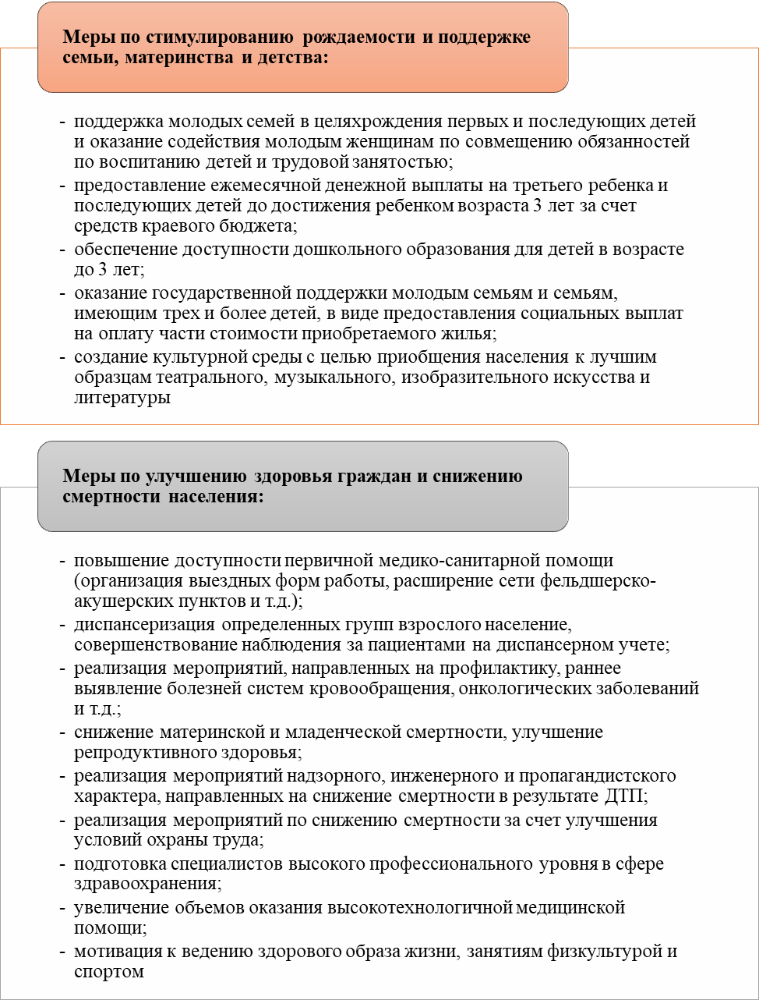 Меры по стимулированию рождаемости и поддержке
семьи, материнства и детства:
- поддержка молодых семей в целяхрождения первых и последующих детей
и оказание содействия молодым женщинам по совмещению обязанностей
по воспитанию детей и трудовой занятостью;
- предоставление ежемесячной денежной выплаты на третьего ребенка и
последующих детей до достижения ребенком возраста 3 лет за счет
средств краевого бюджета;
- обеспечение доступности дошкольного образования для детей в возрасте
до 3 лет;
- оказание государственной поддержки молодым семьям и семьям,
имеющим трех и более детей, в виде предоставления социальных выплат
на оплату части стоимости приобретаемого жилья;
- создание культурной среды с целью приобщения населения к лучшим
образцам театрального, музыкального, изобразительного искусства и
литературы
Меры по улучшению здоровья граждан и снижению
смертности населения:
- повышение доступности первичной медико-санитарной помощи
(организация выездных форм работы, расширение сети фельдшерско-
акушерских пунктов и т.д.);
- диспансеризация определенных групп взрослого население,
совершенствование наблюдения за пациентами на диспансерном учете;
- реализация мероприятий, направленных на профилактику, раннее
выявление болезней систем кровообращения, онкологических заболеваний
и т.д.;
- снижение материнской и младенческой смертности, улучшение
репродуктивного здоровья;
- реализация мероприятий надзорного, инженерного и пропагандистского
характера, направленных на снижение смертности в результате ДТП;
- реализация мероприятий по снижению смертности за счет улучшения
условий охраны труда;
- подготовка специалистов высокого профессионального уровня в сфере
здравоохранения;
- увеличение объемов оказания высокотехнологичной медицинской
помощи;
- мотивация к ведению здорового образа жизни, занятиям физкультурой и
спортом